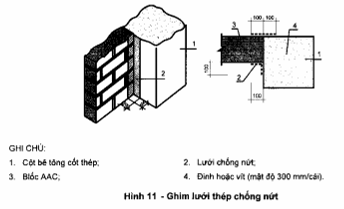 1
2
3
100
100
4
1
100
2
100
GHI CHÚ:
1. Cột bê tông cốt thép;
2. Lưới chống nứt;
3. Blốc AAC;
4. Đinh hoặc vít (mật độ 300 mm/cái).
Hình 11 - Ghim lưới thép chống nứt